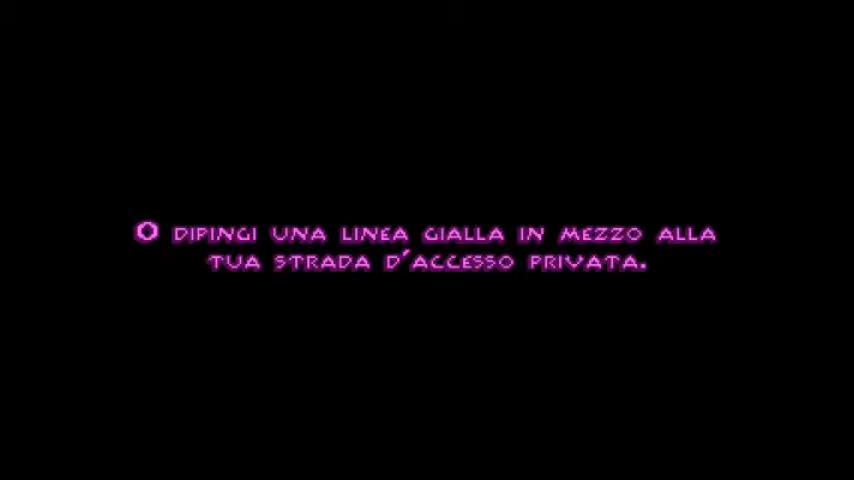 O DIPINGI UNA LINEA GIALLA IN MEZZO ALLA
TUA STRADA D'ACCESSO PRIVATA.